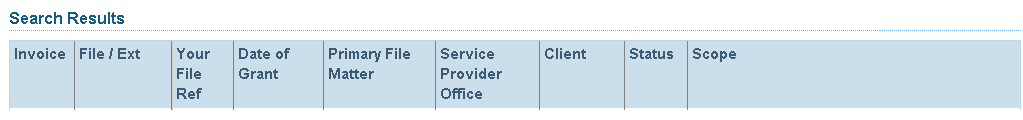 Search Results
Invoice File / Ext Your File Ref Date of Grant Primary File Matter Service Provider Office Client Status Scope